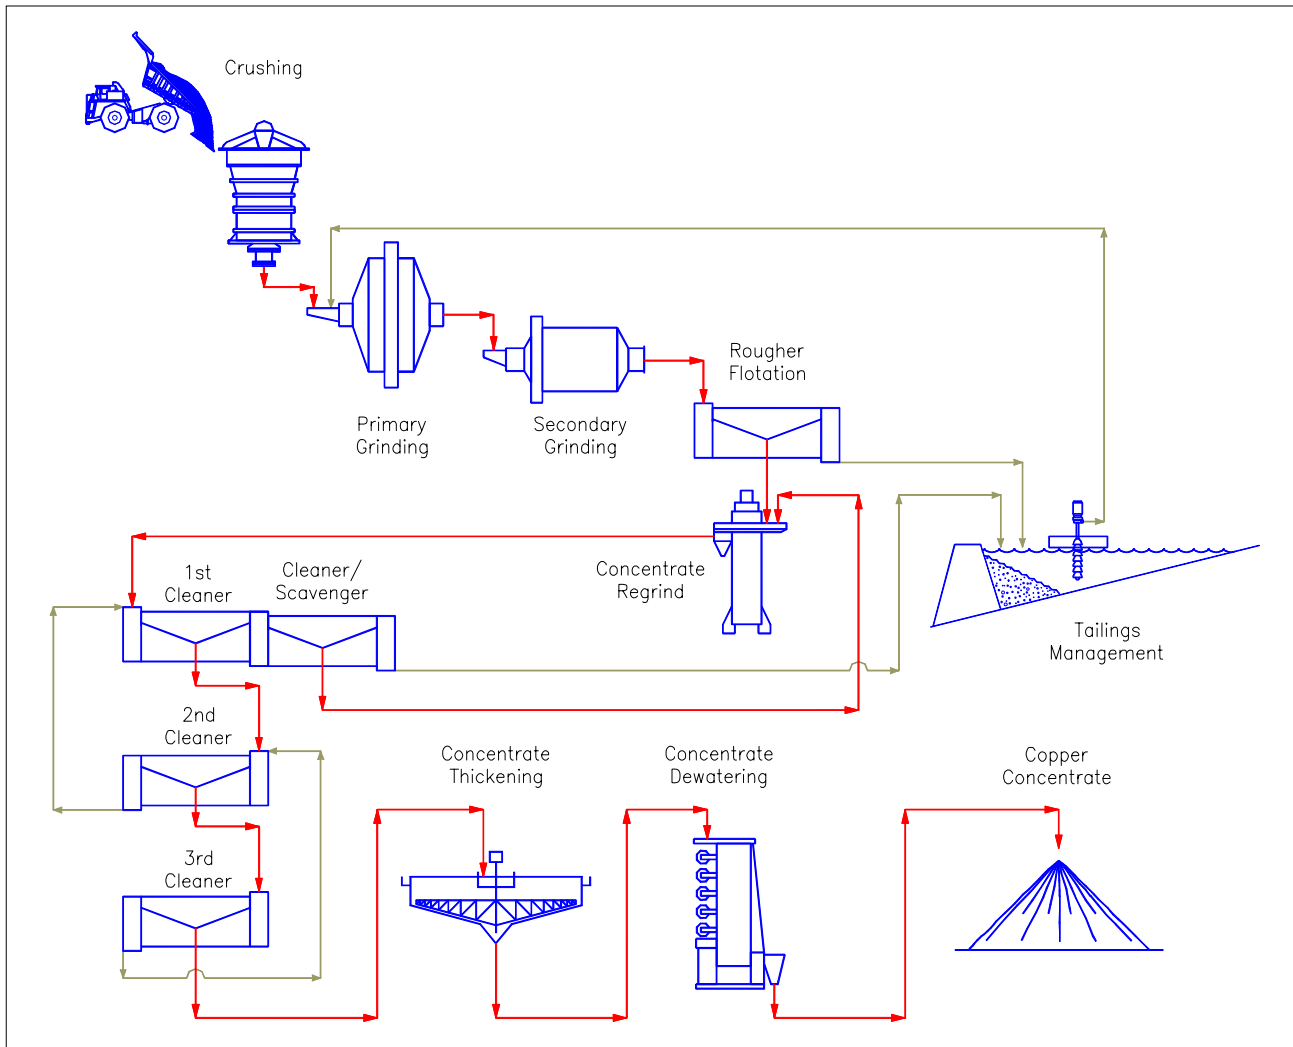 Crushing
Rougher
Flotation
Primary
Grinding
Secondary
Grinding
1st
Cleaner
Cleaner/
Scavenger
Concentrate
Regrind
Tailings
Management
2nd
Cleaner
Concentrate
Thickening
Concentrate
Dewatering
Copper
Concentrate
3rd
Cleaner